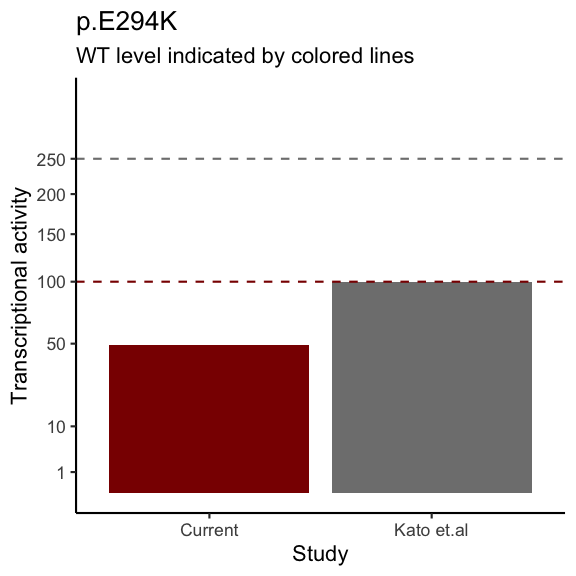 p.E294K
WT level indicated by colored lines
Transcriptional activity
250
200
150
100
50
10
1
Current
Kato et.al
Study